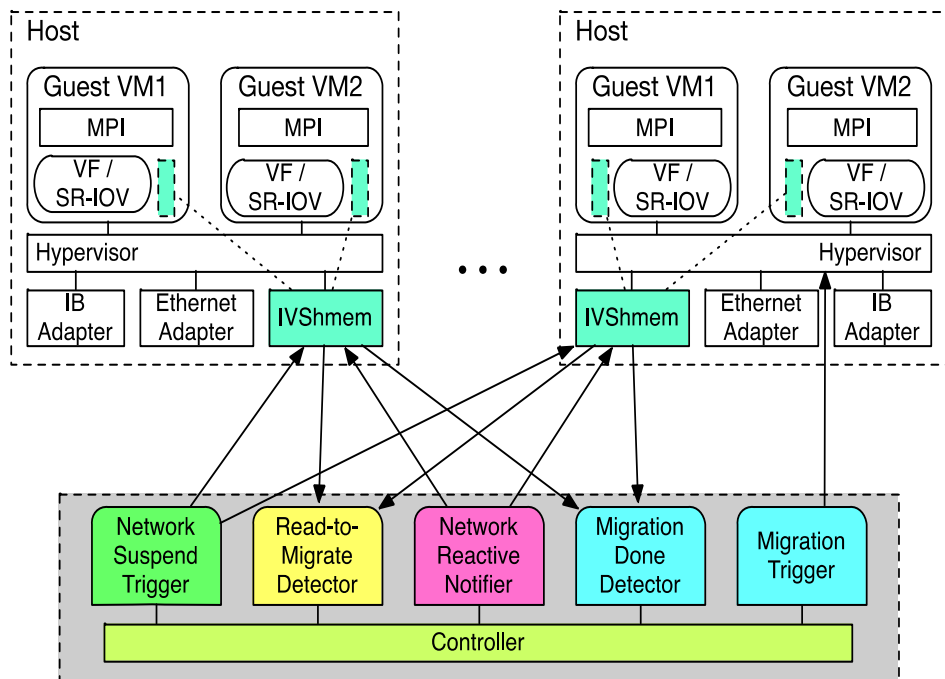 Host
Guest VM1
MPI
VF /
SR-IOV
Guest VM2
MPI
VF /
SR-IOV
Hypervisor
IB
Adapter
Ethernet
Adapter
IVShmem
...
Host
Guest VM1
MPI
VF /
SR-IOV
Guest VM2
MPI
VF /
SR-IOV
Hypervisor
IVShmem
Ethernet
Adapter
IB
Adapter
Network
Suspend
Trigger
Read-to-
Migrate
Detector
Network
Reactive
Notifier
Migration
Done
Detector
Migration
Trigger
Controller